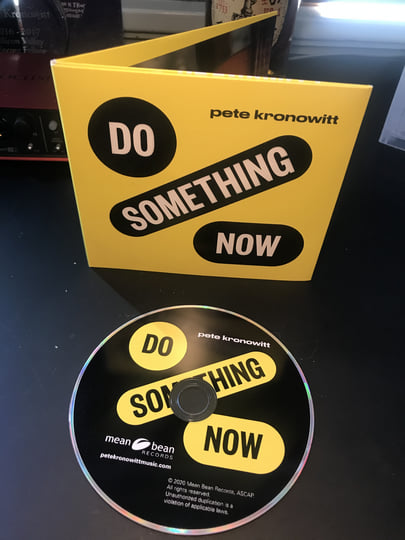 Kronowitt
pete kronowitt
DO
SOMETHING
NOW
DO
pete kronowitt
SOMETHING
NOW
mean bean
RECORDS
petekronowittmusic.com
© 2020 Mean Bean Records, ASCAP
All rights reserved.
Unauthorized duplication is a
violation of applicable laws.